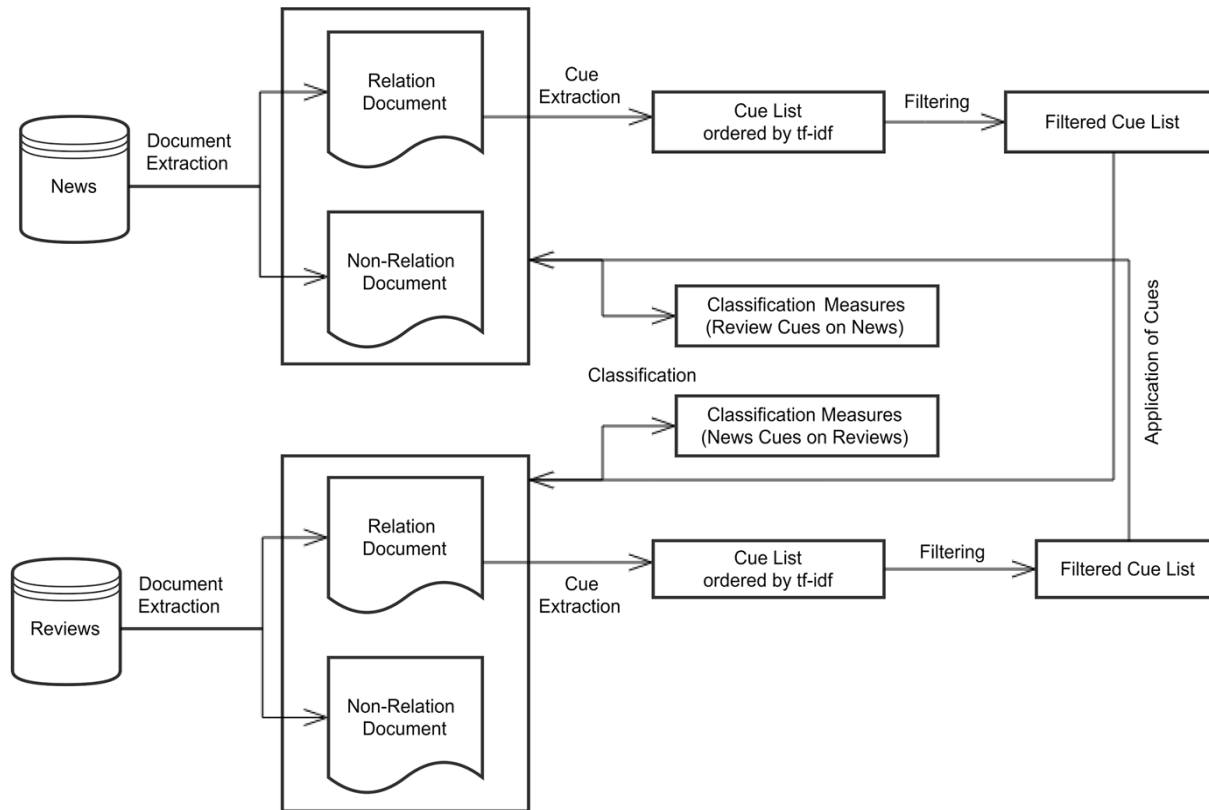 Relation
Document
Cue
Extraction
Cue List
ordered by tf-idf
Filtering
Filtered Cue List
News
Document
Extraction
Non-Relation
Document
Classification Measures
(Review Cues on News)
Classification
Classification Measures
(News Cues on Reviews)
Application of Cues
Relation
Document
Cue
Extraction
Cue List
ordered by tf-idf
Filtering
Filtered Cue List
Reviews
Document
Extraction
Non-Relation
Document